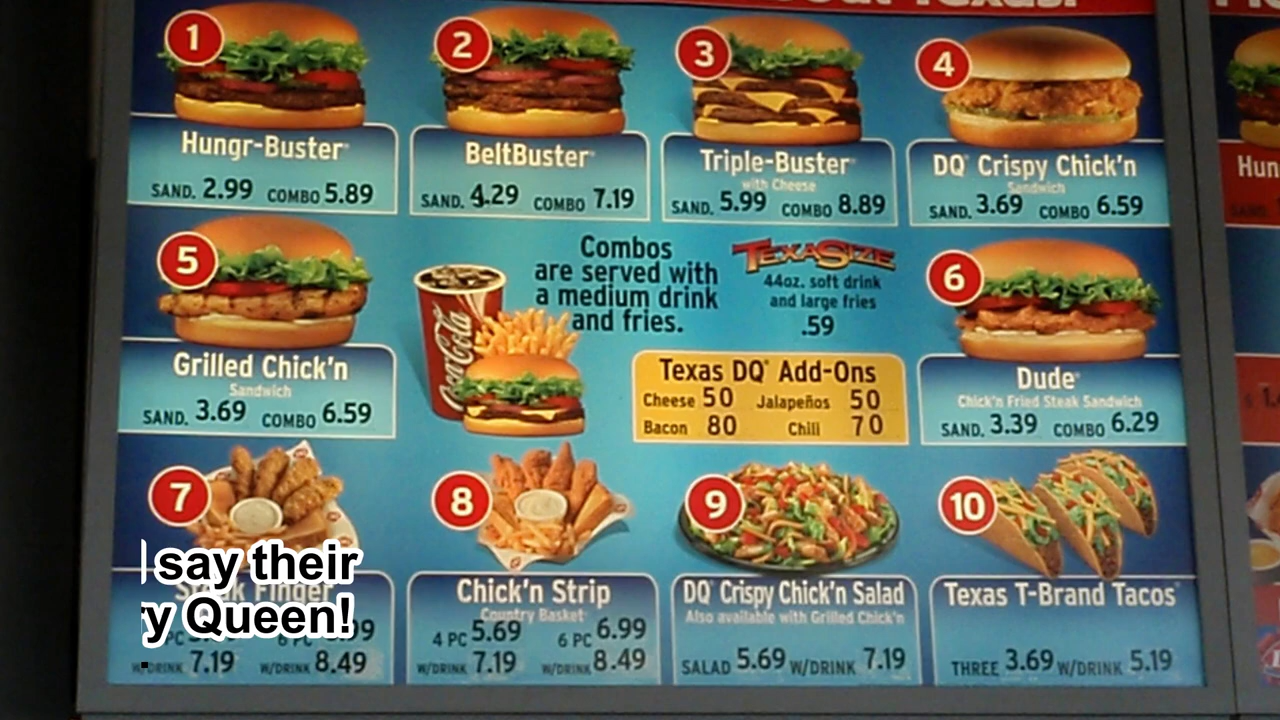 1
Hungr-Buster
SAND. 2.99 COMBO 5.89
2
BeltBuster
SAND. 4.29 COMBO 7.19
3
Triple-Buster
with Cheese
SAND. 5.99 COMBO 8.89
4
DQ® Crispy Chick'n
Sandwich
SAND. 3.69 COMBO 6.59
5
Grilled Chick'n
Sandwich
SAND. 3.69 COMBO 6.59
Combos
are served with
a medium drink
and fries.
Coca-Cola
TEXASIZE
44oz. soft drink
and large fries
.59
Texas DQ® Add-Ons
Cheese 50 Jalapeños 50
Bacon 80 Chili 70
6
Dude®
Chick'n Fried Steak Sandwich
SAND. 3.39 COMBO 6.29
7
say their
Queen!
W/DRINK 7.19 W/DRINK 8.49
8
Chick'n Strip
Country Basket
4 PC 5.69 6 PC 6.99
W/DRINK 7.19 W/DRINK 8.49
9
DQ® Crispy Chick'n Salad
Also available with Grilled Chick'n
SALAD 5.69 W/DRINK 7.19
10
Texas T-Brand Tacos®
THREE 3.69 W/DRINK 5.19